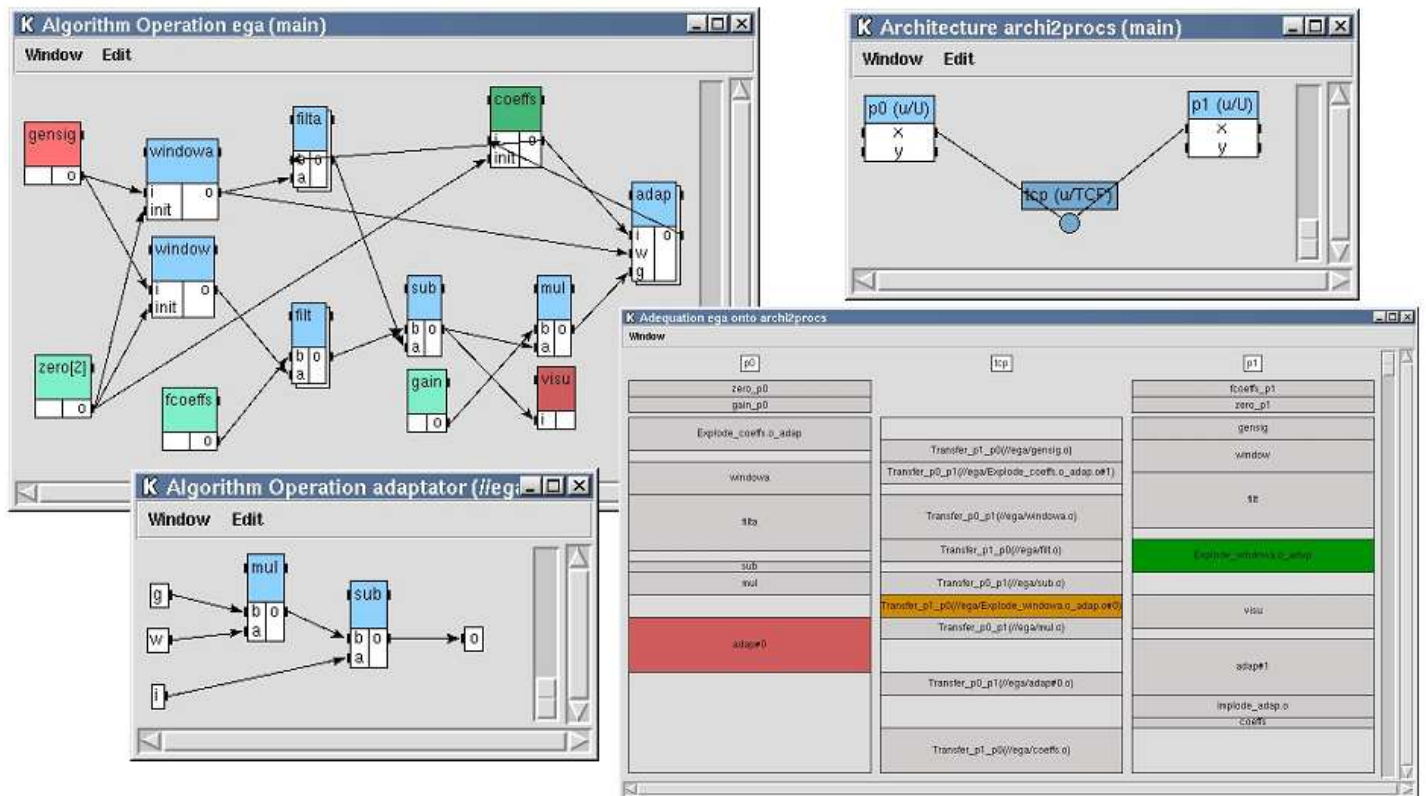 K Algorithm Operation ega (main)
Window Edit
gensig
o
windowa
i o
init
window
i o
init
filta
b o
a
coeffs
i o
init
adap
i o
w
g
sub
b o
a
mul
b o
a
filt
b o
a
zero[2]
o
fcoeffs
o
gain
o
visu
i
K Architecture archi2procs (main)
Window Edit
p0 (u/U)
x
y
p1 (u/U)
x
y
tcp (u/TCP)
K Algorithm Operation adaptator (//ega
Window Edit
g
w
i
mul
b o
a
sub
b o
a
o
K Adequation ega onto archi2procs
Window
p0
zero_p0
gain_p0
Explode_coeffs.o_adap
windowa
filta
sub
mul
adap#0
tcp
Transfer_p1_p0(//ega/gensig.o)
Transfer_p0_p1(//ega/Explode_coeffs.o_adap.o#1)
Transfer_p0_p1(//ega/windowa.o)
Transfer_p1_p0(//ega/filt.o)
Transfer_p0_p1(//ega/sub.o)
Transfer_p1_p0(//ega/Explode_windowa.o_adap.o#0)
Transfer_p0_p1(//ega/mul.o)
Transfer_p0_p1(//ega/adap#0.o)
Transfer_p1_p0(//ega/coeffs.o)
p1
fcoeffs_p1
zero_p1
gensig
window
filt
Explode_windowa.o_adap
visu
adap#1
Implode_adap.o
coeffs